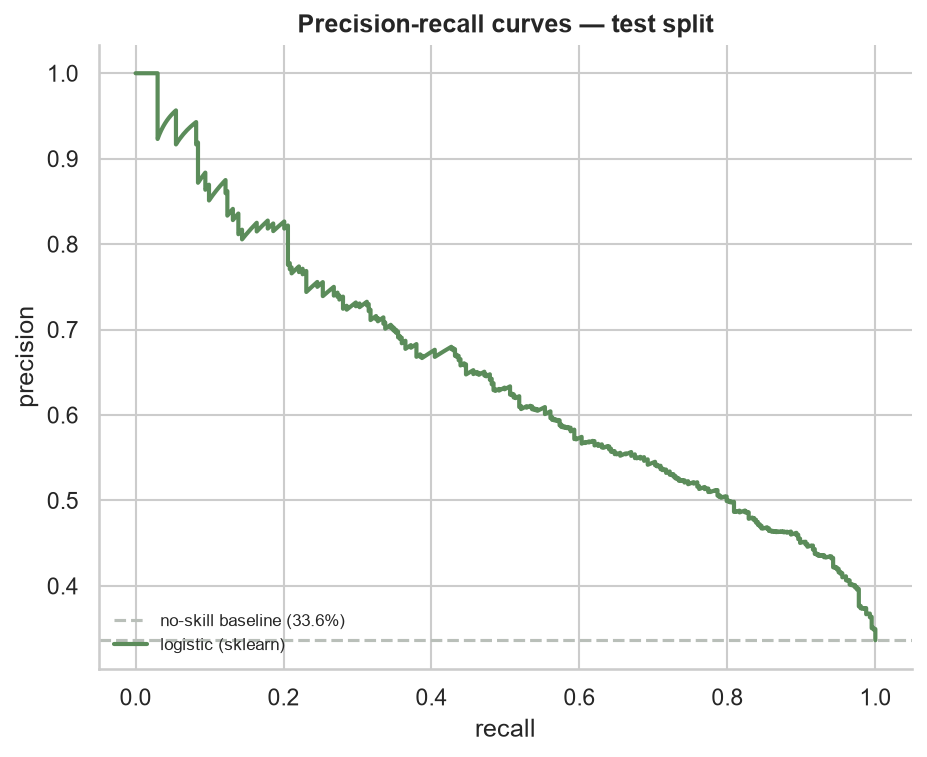 Precision-recall curves — test split
1.0
0.9
0.8
0.7
0.6
0.5
0.4
precision
no-skill baseline (33.6%)
logistic (sklearn)
0.0 0.2 0.4 0.6 0.8 1.0
recall